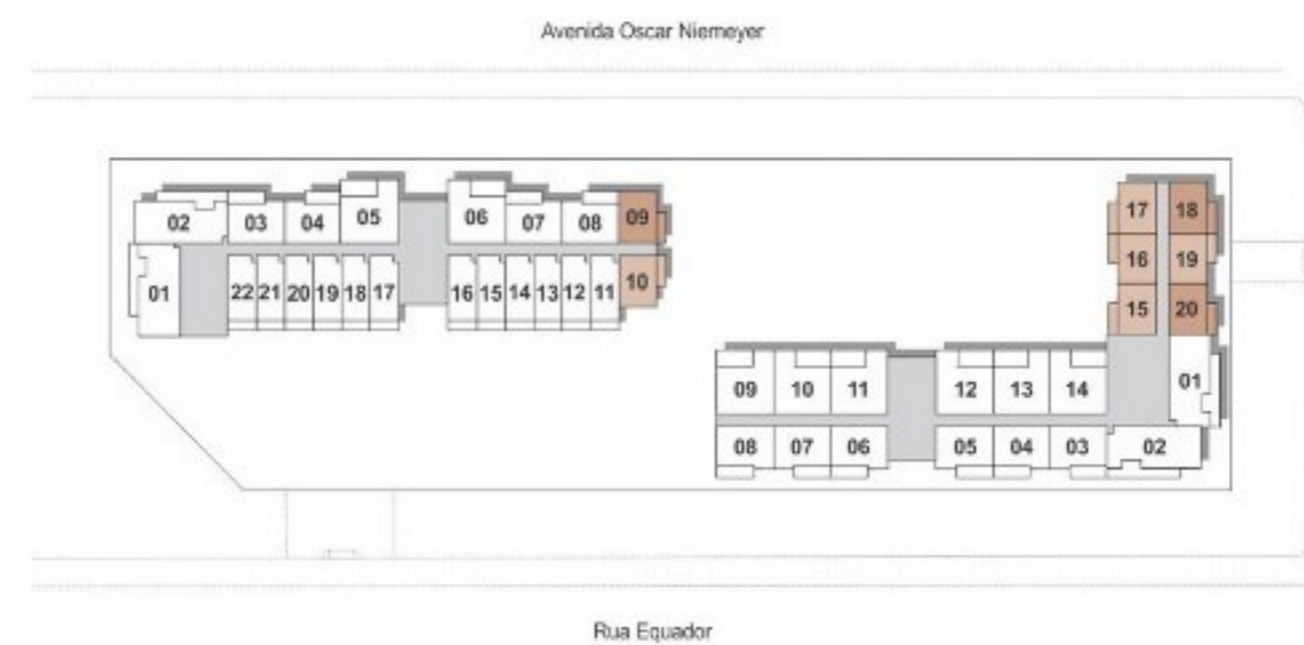 Avenida Oscar Niemeyer
02 03 04 05 06 07 08 09
01 22 21 20 19 18 17 16 15 14 13 12 11 10
17 18
16 19
15 20
09 10 11 12 13 14 01
08 07 06 05 04 03 02
Rua Equador